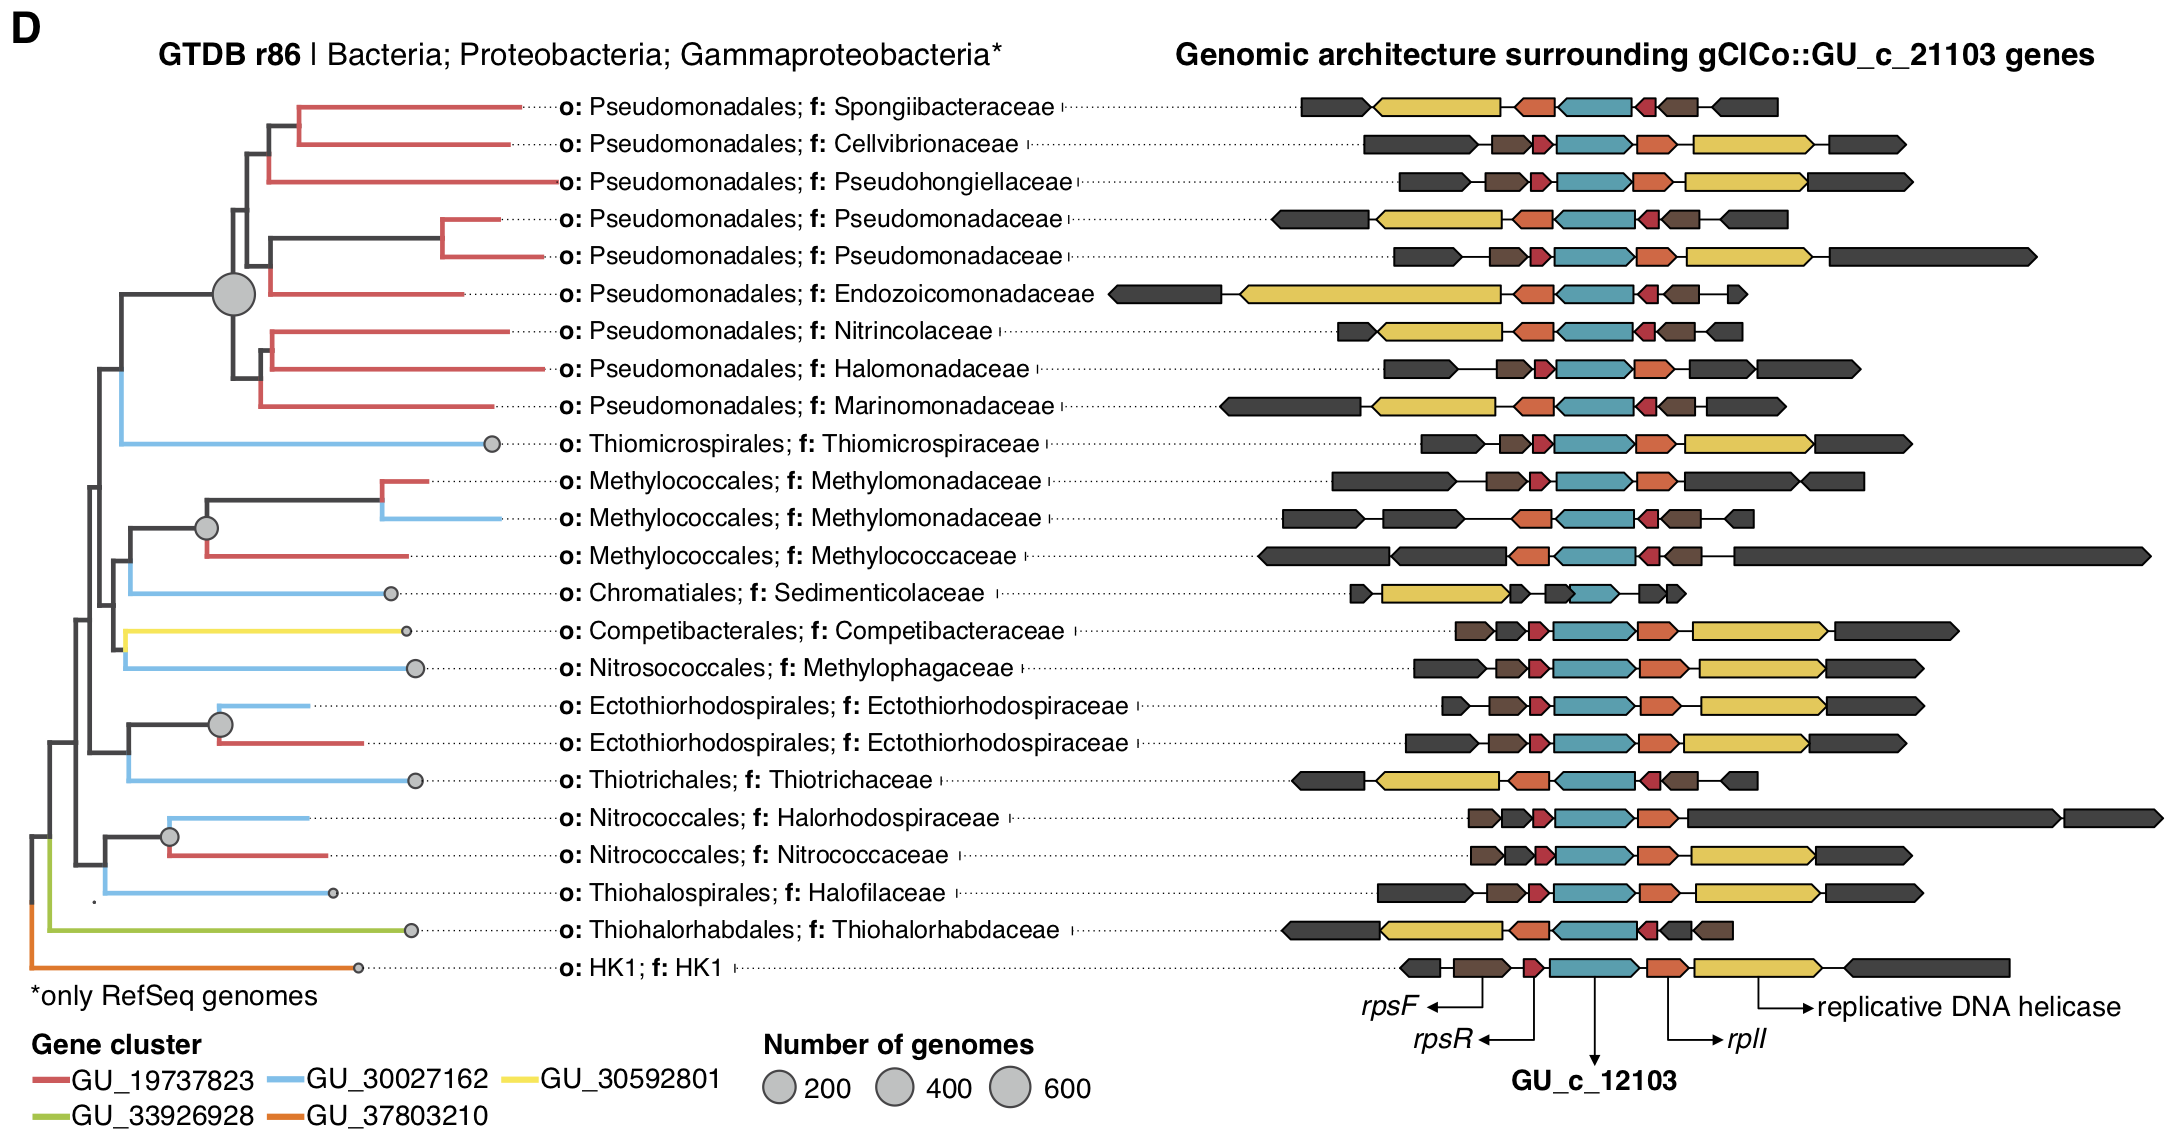 D
GTDB r86 | Bacteria; Proteobacteria; Gammaproteobacteria*
Genomic architecture surrounding gClCo::GU_c_21103 genes
o: Pseudomonadales; f: Spongiibacteraceae
o: Pseudomonadales; f: Cellvibrionaceae
o: Pseudomonadales; f: Pseudohongiellaceae
o: Pseudomonadales; f: Pseudomonadaceae
o: Pseudomonadales; f: Pseudomonadaceae
o: Pseudomonadales; f: Endozoicomonadaceae
o: Pseudomonadales; f: Nitrincolaceae
o: Pseudomonadales; f: Halomonadaceae
o: Pseudomonadales; f: Marinomonadaceae
o: Thiomicrospirales; f: Thiomicrospiraceae
o: Methylococcales; f: Methylomonadaceae
o: Methylococcales; f: Methylomonadaceae
o: Methylococcales; f: Methylococcaceae
o: Chromatiales; f: Sedimenticolaceae
o: Competibacterales; f: Competibacteraceae
o: Nitrosococcales; f: Methylophagaceae
o: Ectothiorhodospirales; f: Ectothiorhodospiraceae
o: Ectothiorhodospirales; f: Ectothiorhodospiraceae
o: Thiotrichales; f: Thiotrichaceae
o: Nitrococcales; f: Halorhodospiraceae
o: Nitrococcales; f: Nitrococcaceae
o: Thiohalospirales; f: Halofilaceae
o: Thiohalorhabdales; f: Thiohalorhabdaceae
o: HK1; f: HK1
*only RefSeq genomes
rpsF
replicative DNA helicase
rpsR
rplI
GU_c_12103
Gene cluster
GU_19737823
GU_30027162
GU_30592801
GU_33926928
GU_37803210
Number of genomes
200
400
600